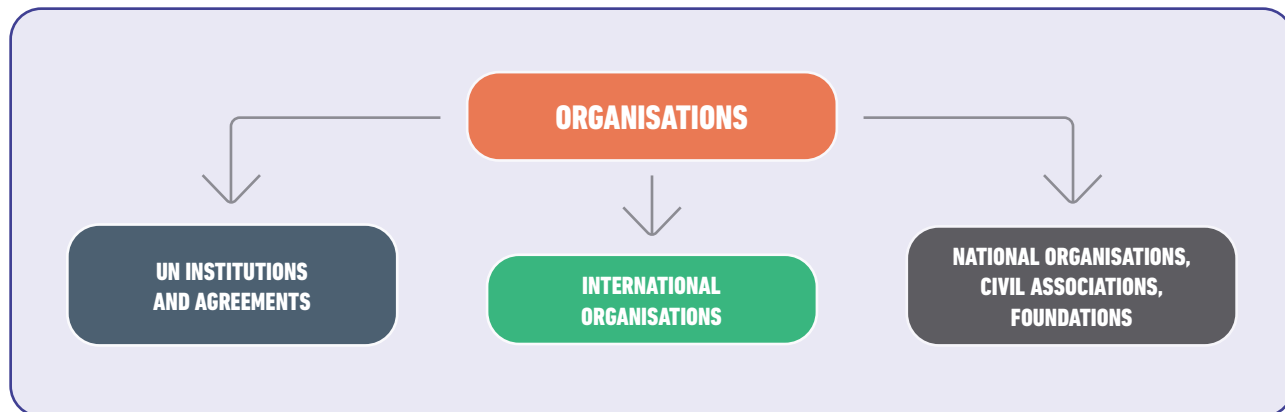 ORGANISATIONS
UN INSTITUTIONS
AND AGREEMENTS
INTERNATIONAL
ORGANISATIONS
NATIONAL ORGANISATIONS,
CIVIL ASSOCIATIONS,
FOUNDATIONS